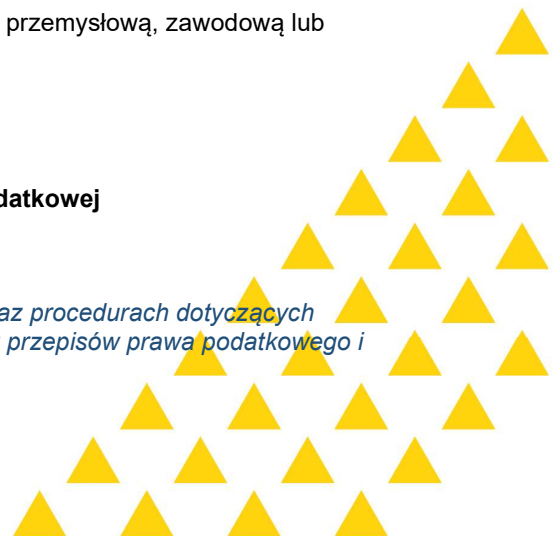 przemysłową, zawodową lub
datkowej
az procedurach dotyczących
przepisów prawa podatkowego i